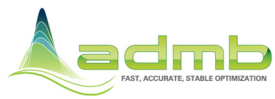 admb
FAST, ACCURATE, STABLE OPTIMIZATION